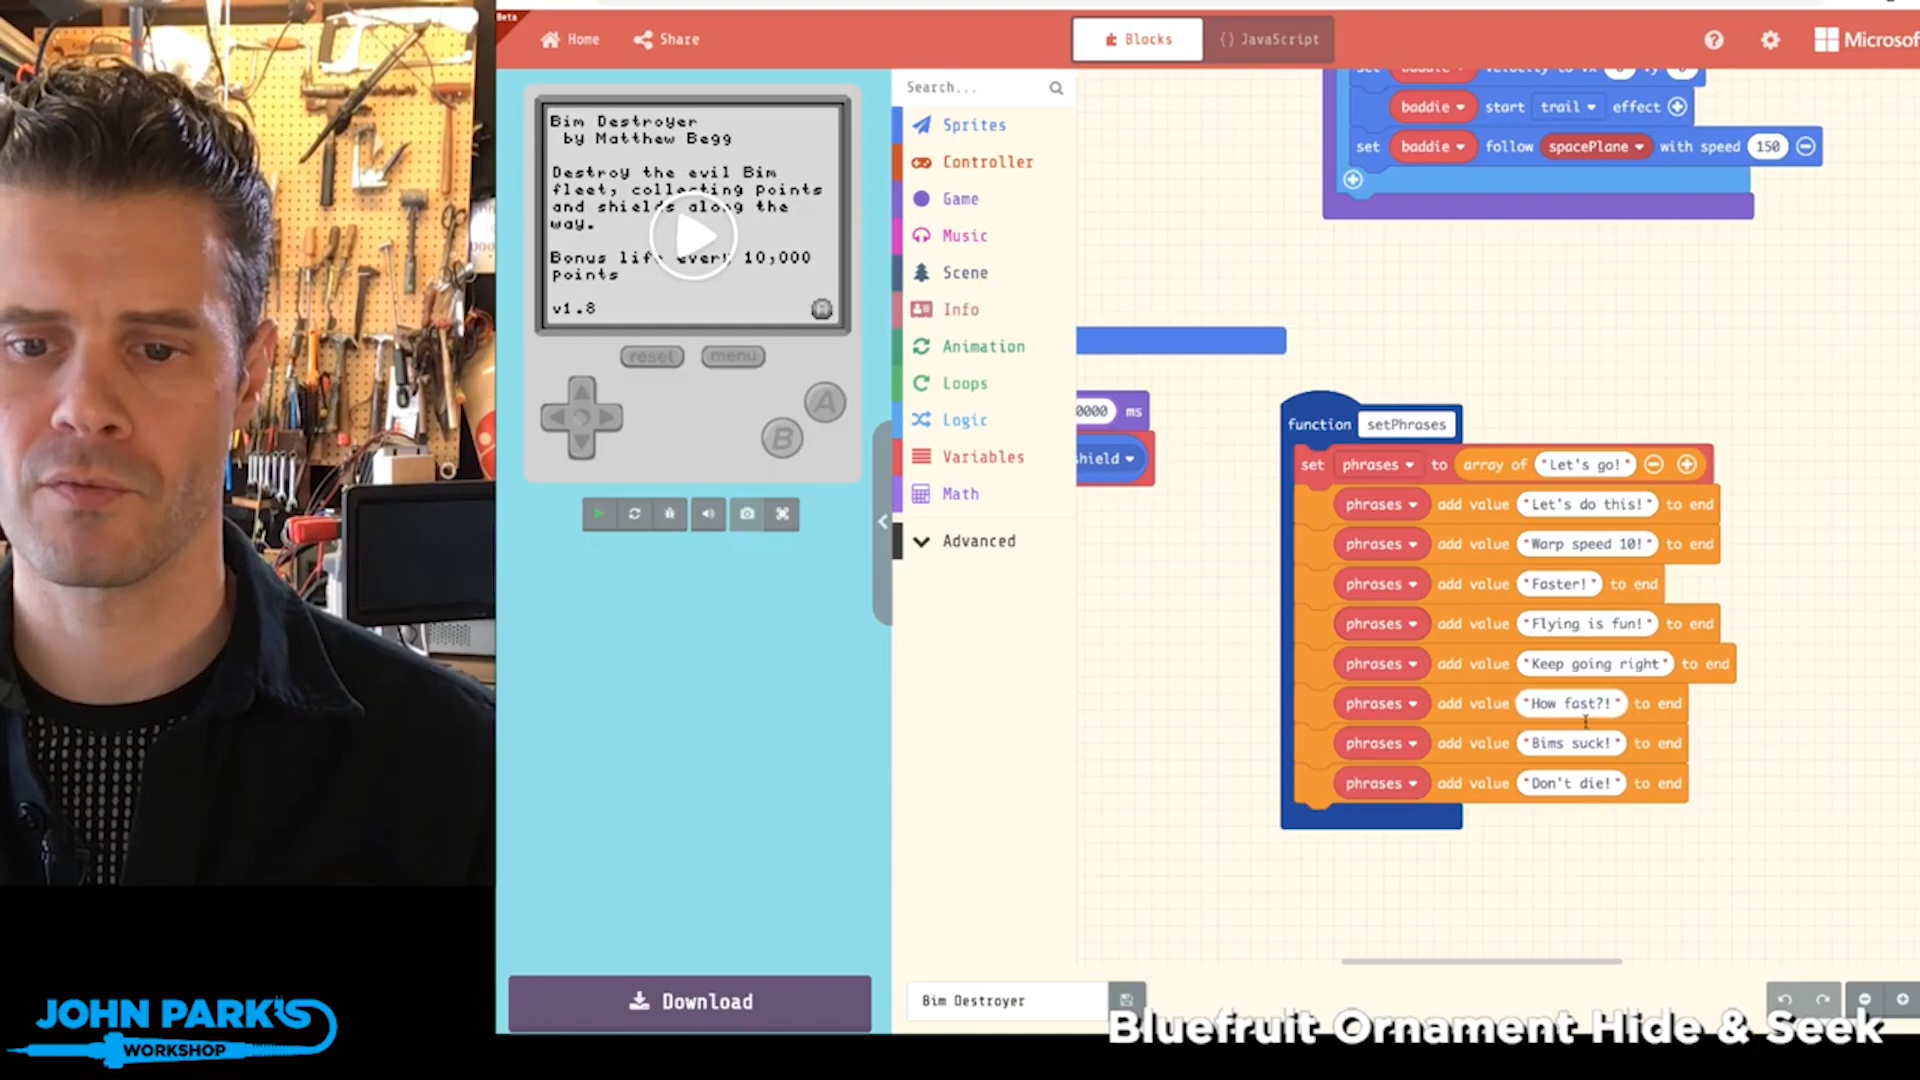 Beta
Home
Share
Blocks
{} JavaScript
Microsof
Bim Destroyer
by Matthew Begg
Destroy the evil Bim
fleet, collecting points
and shields along the
way.
Bonus life every 10,000
points
v1.8
reset
menu
A
B
Download
Search...
Sprites
Controller
Game
Music
Scene
Info
Animation
Loops
Logic
Variables
Math
Advanced
Bim Destroyer
set baddie velocity to vx vy
baddie start trail effect
set baddie follow spacePlane with speed 150
0000 ms
hield
function setPhrases
set phrases to array of "Let's go!"
phrases add value "Let's do this!" to end
phrases add value "Warp speed 10!" to end
phrases add value "Faster!" to end
phrases add value "Flying is fun!" to end
phrases add value "Keep going right" to end
phrases add value "How fast?!" to end
phrases add value "Bims suck!" to end
phrases add value "Don't die!" to end
JOHN PARK'S
WORKSHOP
Bluefruit Ornament Hide & Seek